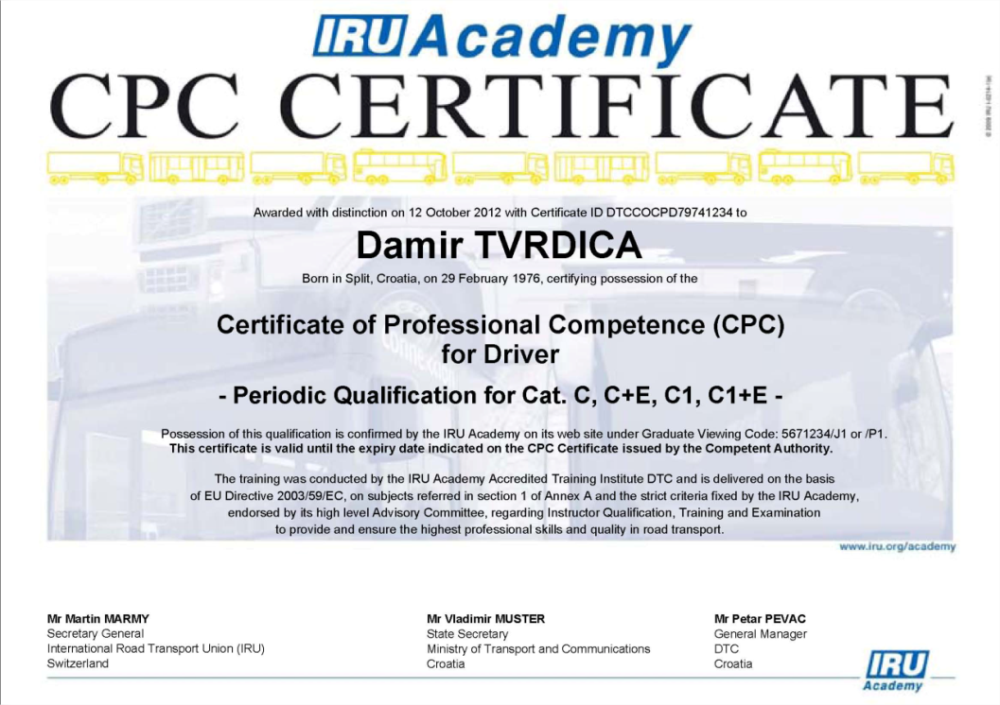 IRU Academy
CPC CERTIFICATE
Awarded with distinction on 12 October 2012 with Certificate ID DTCCOCPD79741234 to
Damir TVRDICA
Born in Split, Croatia, on 29 February 1976, certifying possession of the
Certificate of Professional Competence (CPC)
for Driver
- Periodic Qualification for Cat. C, C+E, C1, C1+E -
Possession of this qualification is confirmed by the IRU Academy on its web site under Graduate Viewing Code: 5671234/J1 or /P1.
This certificate is valid until the expiry date indicated on the CPC Certificate issued by the Competent Authority.
The training was conducted by the IRU Academy Accredited Training Institute DTC and is delivered on the basis
of EU Directive 2003/59/EC, on subjects referred in section 1 of Annex A and the strict criteria fixed by the IRU Academy,
endorsed by its high level Advisory Committee, regarding Instructor Qualification, Training and Examination
to provide and ensure the highest professional skills and quality in road transport.
www.iru.org/academy
Mr Martin MARMY
Secretary General
International Road Transport Union (IRU)
Switzerland
Mr Vladimir MUSTER
State Secretary
Ministry of Transport and Communications
Croatia
Mr Petar PEVAC
General Manager
DTC
Croatia
IRU
Academy